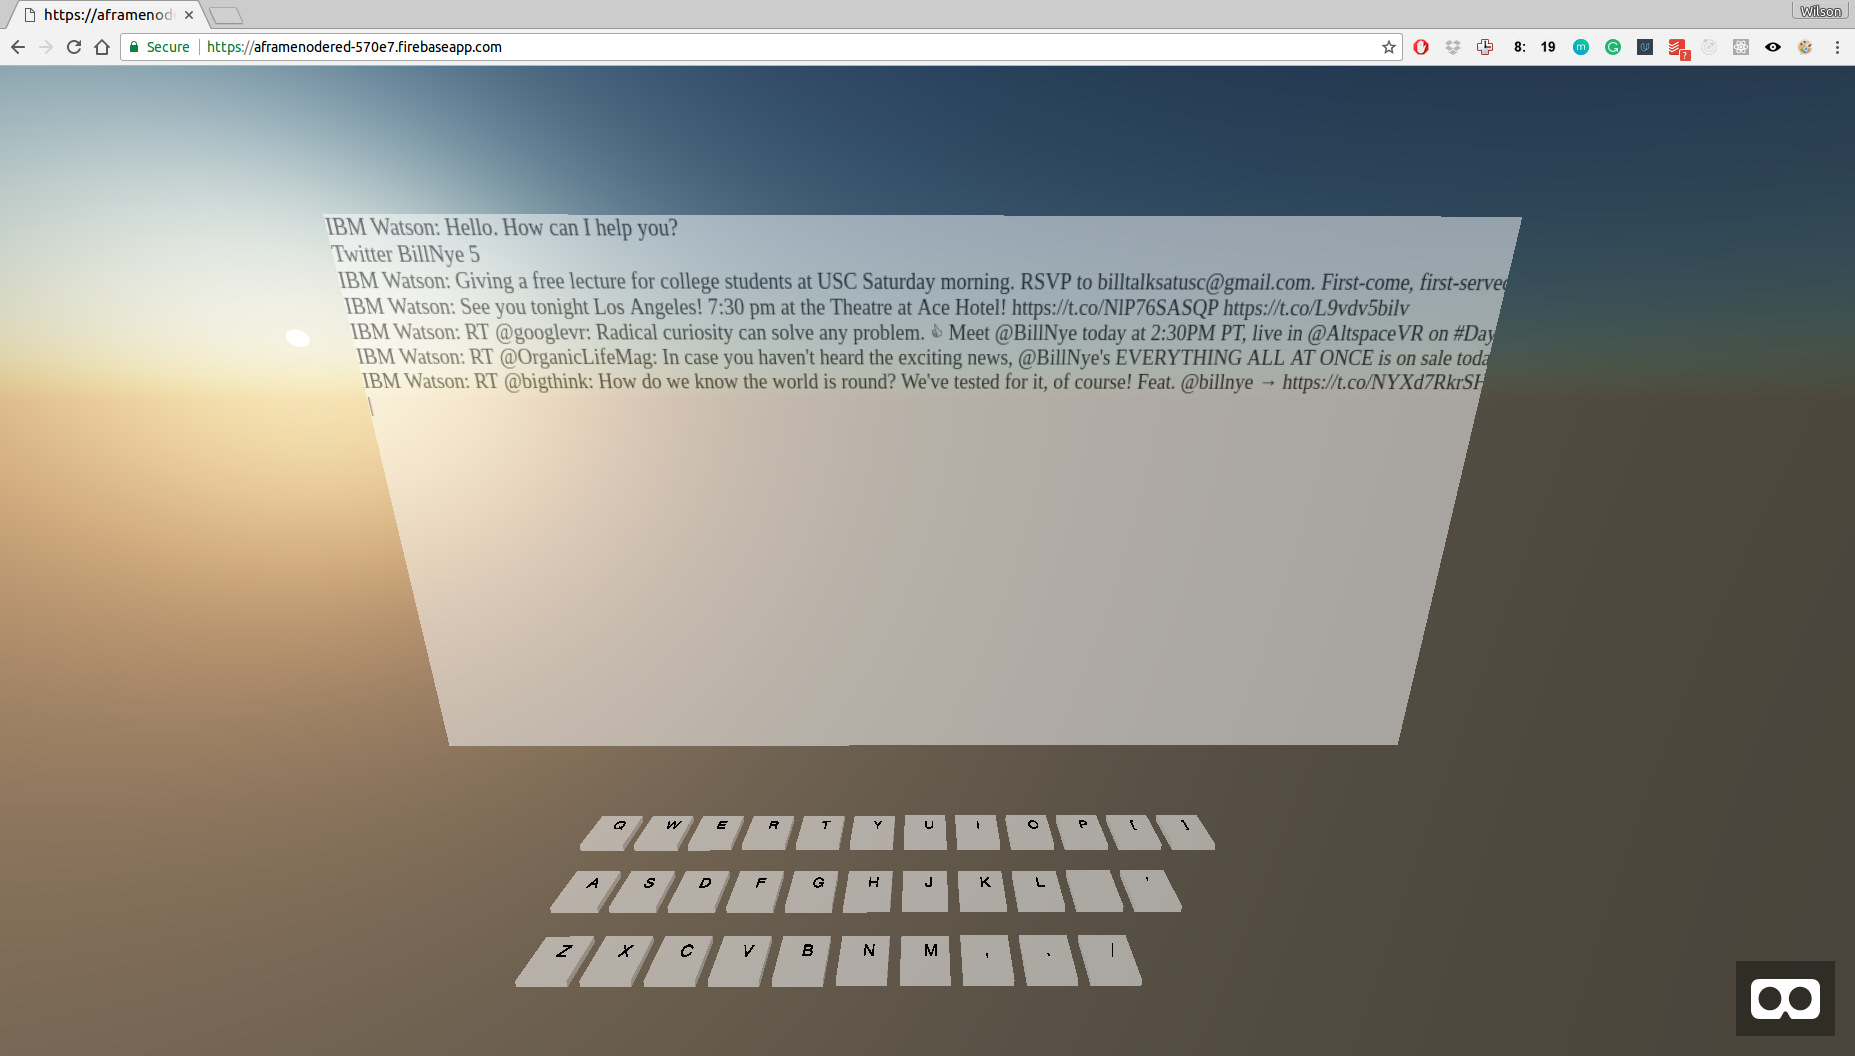 https://aframenod
Wilson
Secure https://aframenodered-570e7.firebaseapp.com
8: 19
m
?
IBM Watson: Hello. How can I help you?
Twitter BillNye 5
IBM Watson: Giving a free lecture for college students at USC Saturday morning. RSVP to billtalksatusc@gmail.com. First-come, first-served
IBM Watson: See you tonight Los Angeles! 7:30 pm at the Theatre at Ace Hotel! https://t.co/NlP76SASQP https://t.co/L9vdv5bilv
IBM Watson: RT @googlevr: Radical curiosity can solve any problem. 👍 Meet @BillNye today at 2:30PM PT, live in @AltspaceVR on #Day
IBM Watson: RT @OrganicLifeMag: In case you haven't heard the exciting news, @BillNye's EVERYTHING ALL AT ONCE is on sale toda
IBM Watson: RT @bigthink: How do we know the world is round? We've tested for it, of course! Feat. @billnye → https://t.co/NYXd7RkrSH
|
Q W E R T Y U I O P [ ]
A S D F G H J K L '
Z X C V B N M , . |